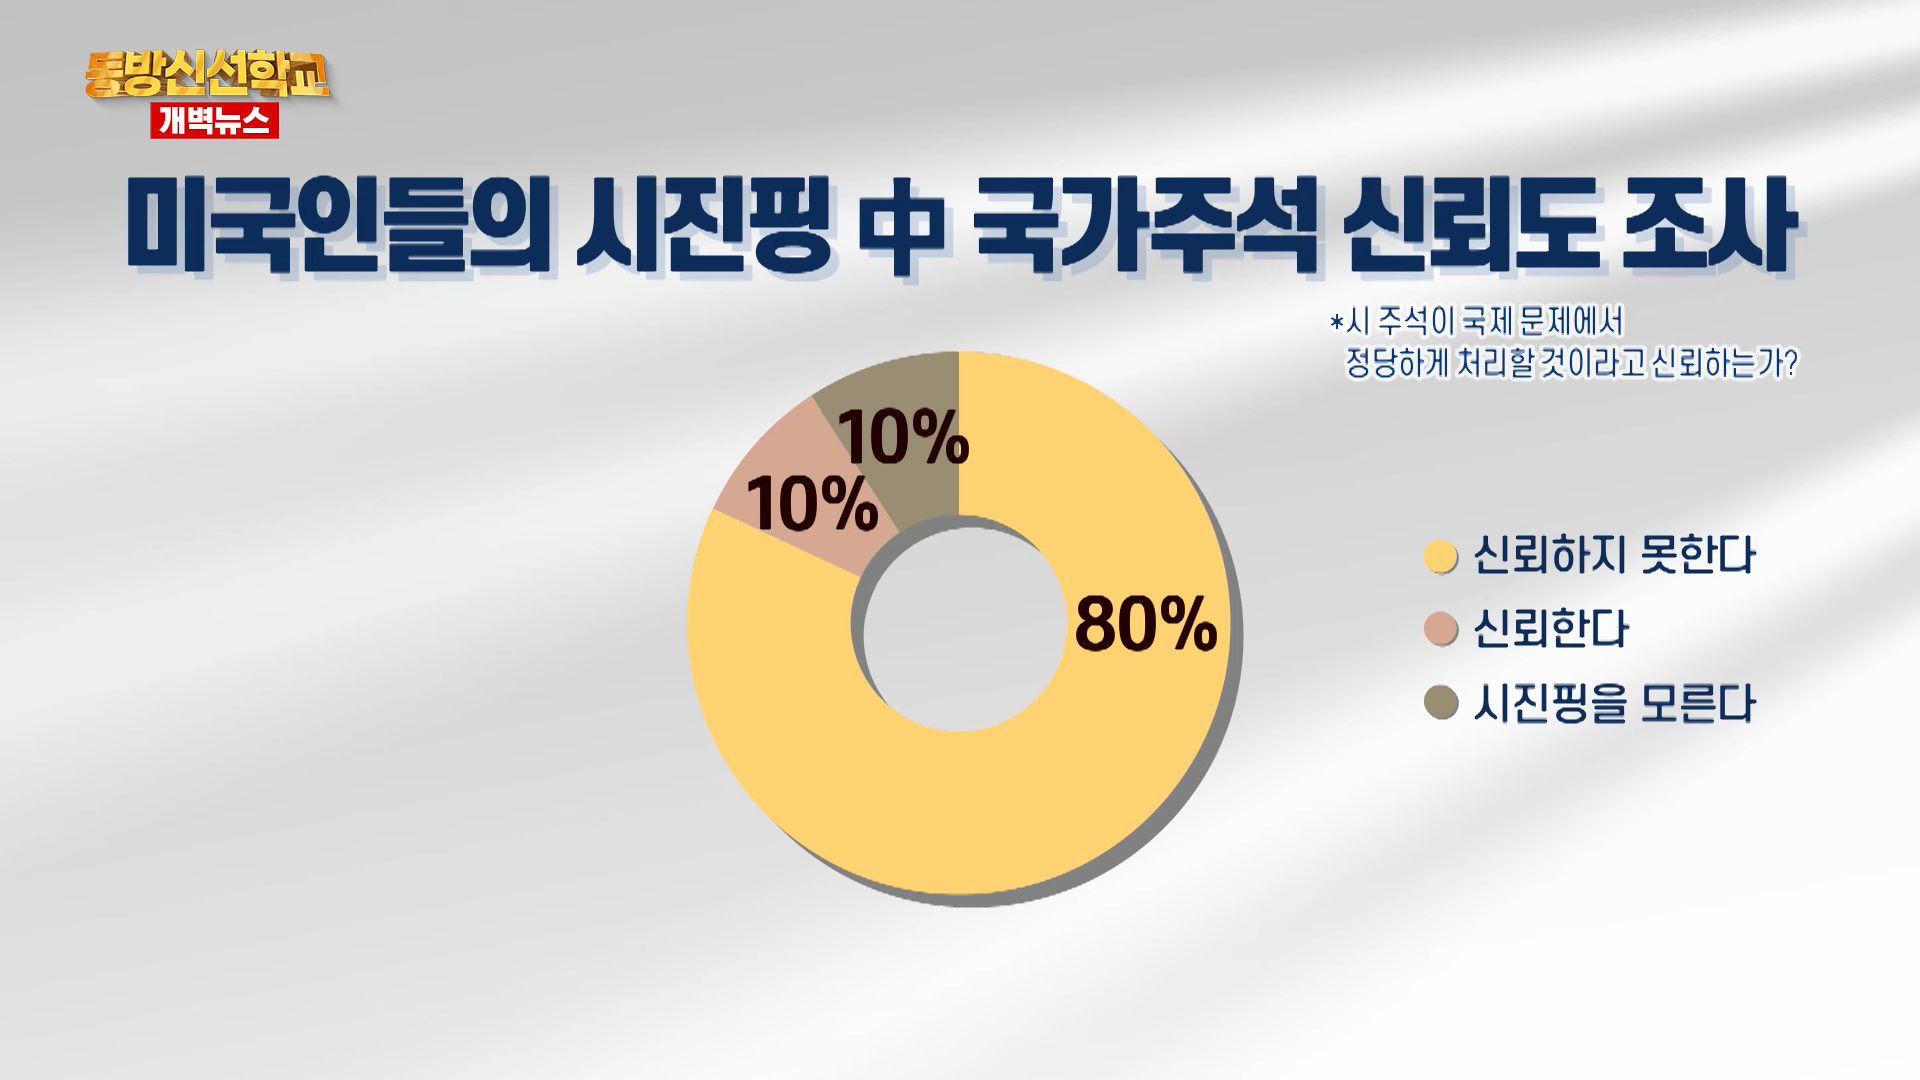 동방신선학교
개벽뉴스
미국인들의 시진핑 中 국가주석 신뢰도 조사
*시 주석이 국제 문제에서
정당하게 처리할 것이라고 신뢰하는가?
10%
10%
80%
신뢰하지 못한다
신뢰한다
시진핑을 모른다